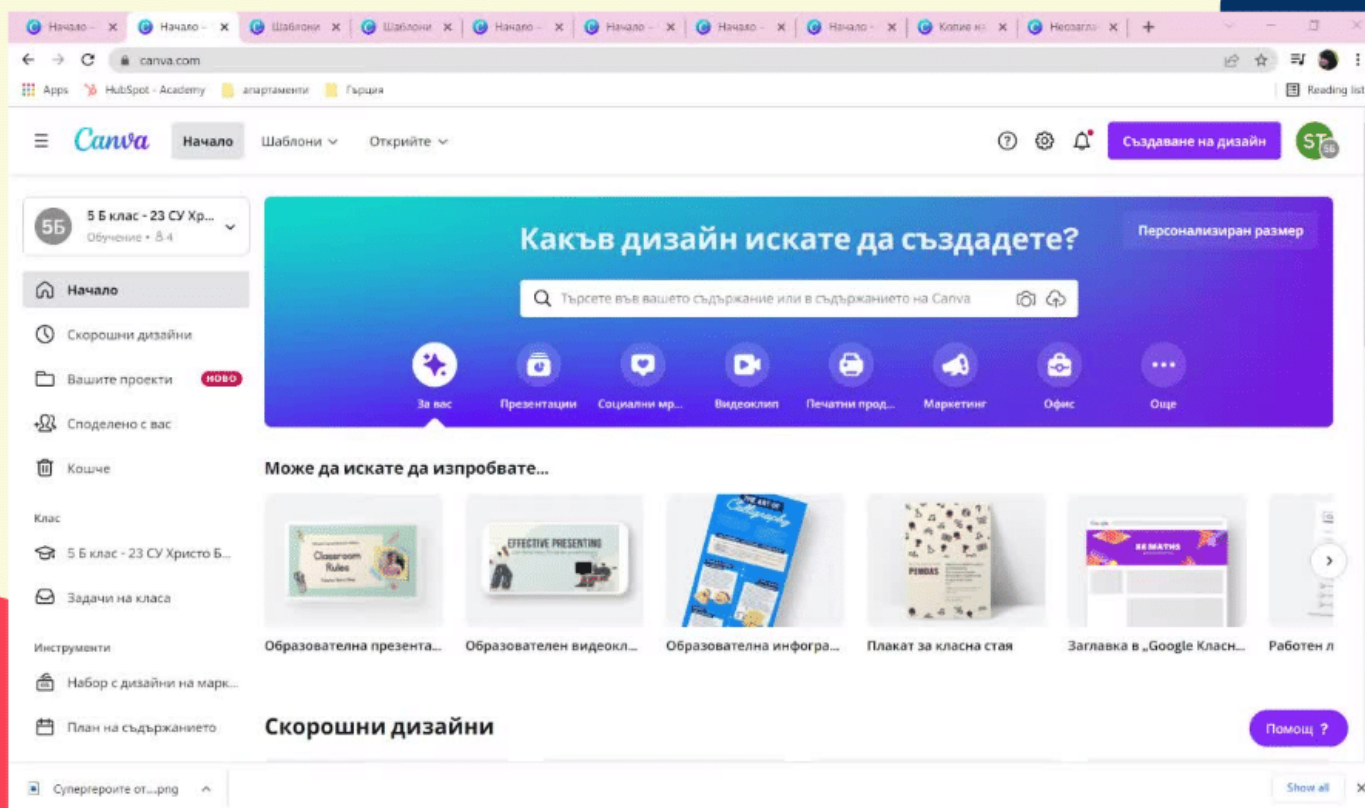 Начало – Начало – Шаблони Шаблони Начало – Начало – Начало – Начало – Копие на Неозагла
canva.com
Apps HubSpot - Academy апартаменти Гърция Reading list
Canva Начало Шаблони Открийте Създаване на дизайн ST 5Б
5Б 5 Б клас - 23 СУ Хр...
Обучение • 4
Начало
Скорошни дизайни
Вашите проекти НОВО
Споделено с вас
Кошче
Клас
5 Б клас - 23 СУ Христо Б...
Задачи на класа
Инструменти
Набор с дизайни на марк...
План на съдържанието
Какъв дизайн искате да създадете?
Персонализиран размер
Търсете във вашето съдържание или в съдържанието на Canva
За вас Презентации Социални мр... Видеоклип Печатни прод... Маркетинг Офис Още
Може да искате да изпробвате...
Classroom
Rules
EFFECTIVE PRESENTING
THE ART OF
Calligraphy
PEMDAS
Google
8E MATHS
Образователна презента... Образователен видеокл... Образователна инфогра... Плакат за класна стая Заглавка в „Google Класн... Работен л
Скорошни дизайни
Помощ ?
Супергероите от....png Show all